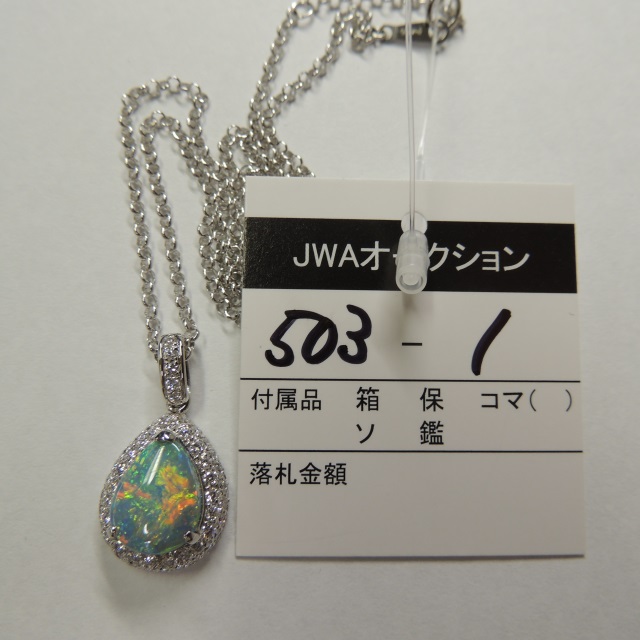 JWAオークション
503 - 1
付属品 箱 保 コマ( )
ソ 鑑
落札金額